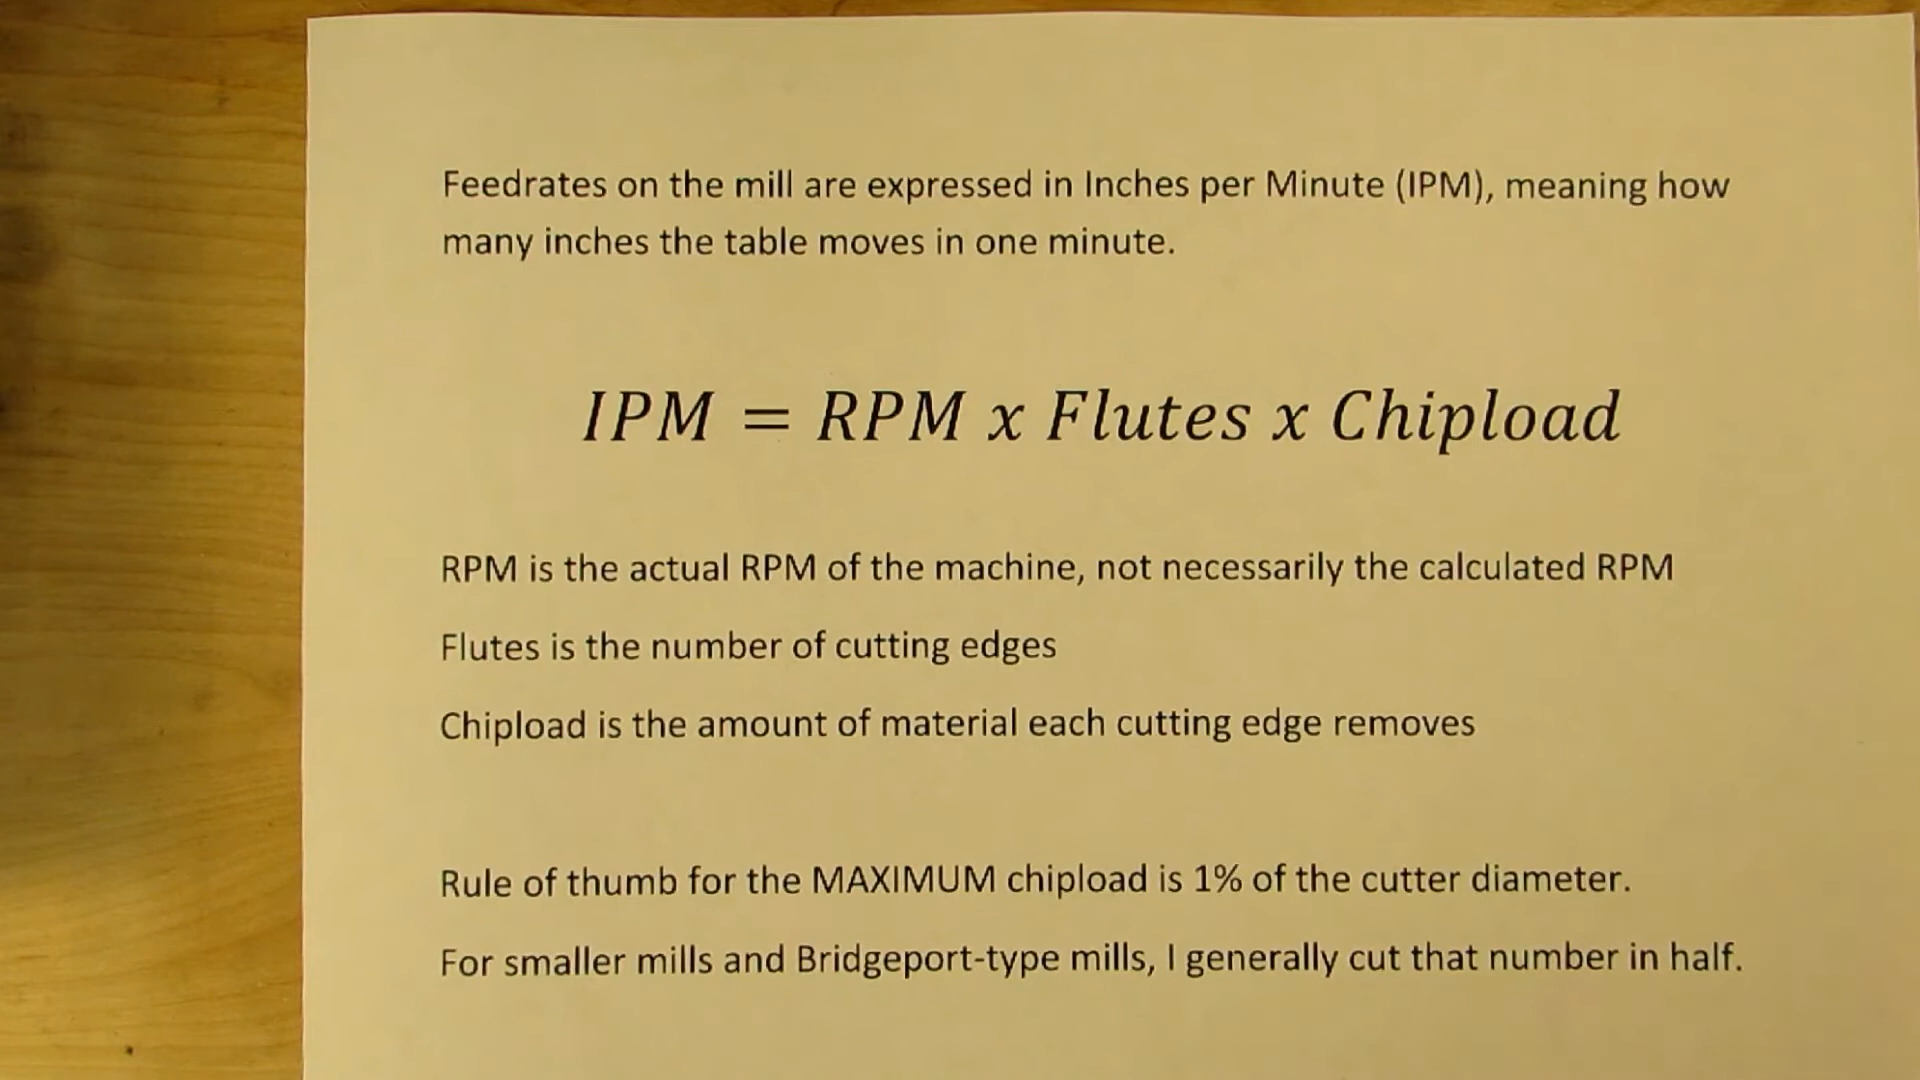 Feedrates on the mill are expressed in Inches per Minute (IPM), meaning how
many inches the table moves in one minute.
IPM = RPM x Flutes x Chipload
RPM is the actual RPM of the machine, not necessarily the calculated RPM
Flutes is the number of cutting edges
Chipload is the amount of material each cutting edge removes
Rule of thumb for the MAXIMUM chipload is 1% of the cutter diameter.
For smaller mills and Bridgeport-type mills, I generally cut that number in half.